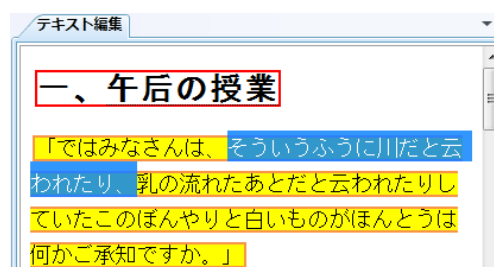 テキスト編集
一、午后の授業
「ではみなさんは、そういうふうに川だと云
われたり、乳の流れたあとだと云われたりし
ていたこのぼんやりと白いものがほんとうは
何かご承知ですか。」